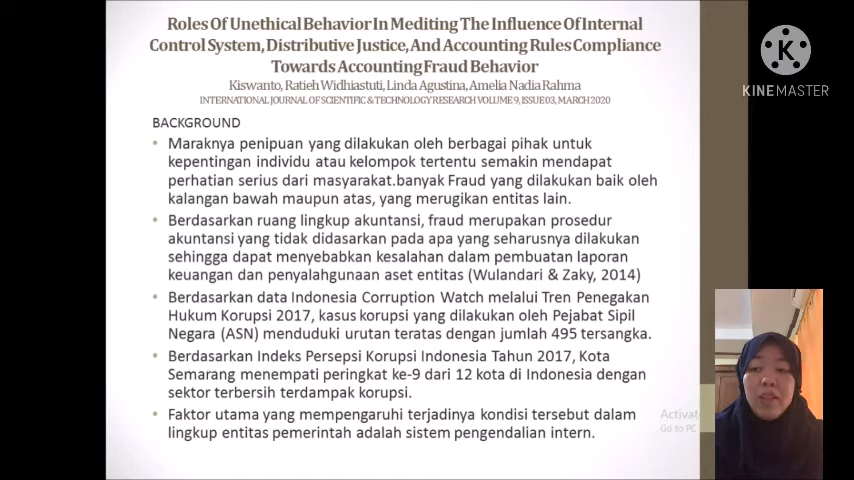 Roles Of Unethical Behavior In Mediting The Influence Of Internal
Control System, Distributive Justice, And Accounting Rules Compliance
Towards Accounting Fraud Behavior
Kiswanto, Ratieh Widhiastuti, Linda Agustina, Amelia Nadia Rahma
INTERNATIONAL JOURNAL OF SCIENTIFIC & TECHNOLOGY RESEARCH VOLUME 9, ISSUE 03, MARCH 2020
BACKGROUND
• Maraknya penipuan yang dilakukan oleh berbagai pihak untuk
kepentingan individu atau kelompok tertentu semakin mendapat
perhatian serius dari masyarakat.banyak Fraud yang dilakukan baik oleh
kalangan bawah maupun atas, yang merugikan entitas lain.
• Berdasarkan ruang lingkup akuntansi, fraud merupakan prosedur
akuntansi yang tidak didasarkan pada apa yang seharusnya dilakukan
sehingga dapat menyebabkan kesalahan dalam pembuatan laporan
keuangan dan penyalahgunaan aset entitas (Wulandari & Zaky, 2014)
• Berdasarkan data Indonesia Corruption Watch melalui Tren Penegakan
Hukum Korupsi 2017, kasus korupsi yang dilakukan oleh Pejabat Sipil
Negara (ASN) menduduki urutan teratas dengan jumlah 495 tersangka.
• Berdasarkan Indeks Persepsi Korupsi Indonesia Tahun 2017, Kota
Semarang menempati peringkat ke-9 dari 12 kota di Indonesia dengan
sektor terbersih terdampak korupsi.
• Faktor utama yang mempengaruhi terjadinya kondisi tersebut dalam
lingkup entitas pemerintah adalah sistem pengendalian intern.
Activat
Go to PC
K
KINEMASTER